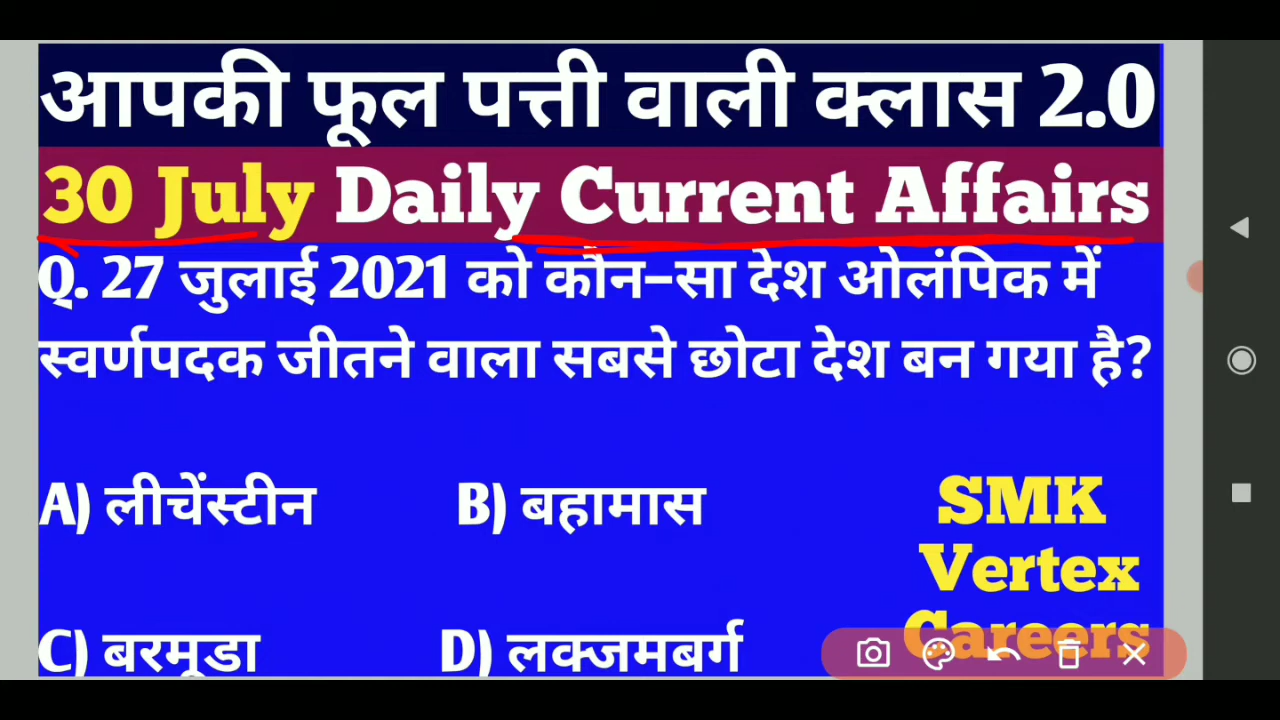 आपकी फूल पत्ती वाली क्लास 2.0
30 July Daily Current Affairs
Q. 27 जुलाई 2021 को कौन-सा देश ओलंपिक में
स्वर्णपदक जीतने वाला सबसे छोटा देश बन गया है?
A) लीचेंस्टीन B) बहामास
C) बरमूडा D) लक्जमबर्ग
SMK
Vertex
Careers